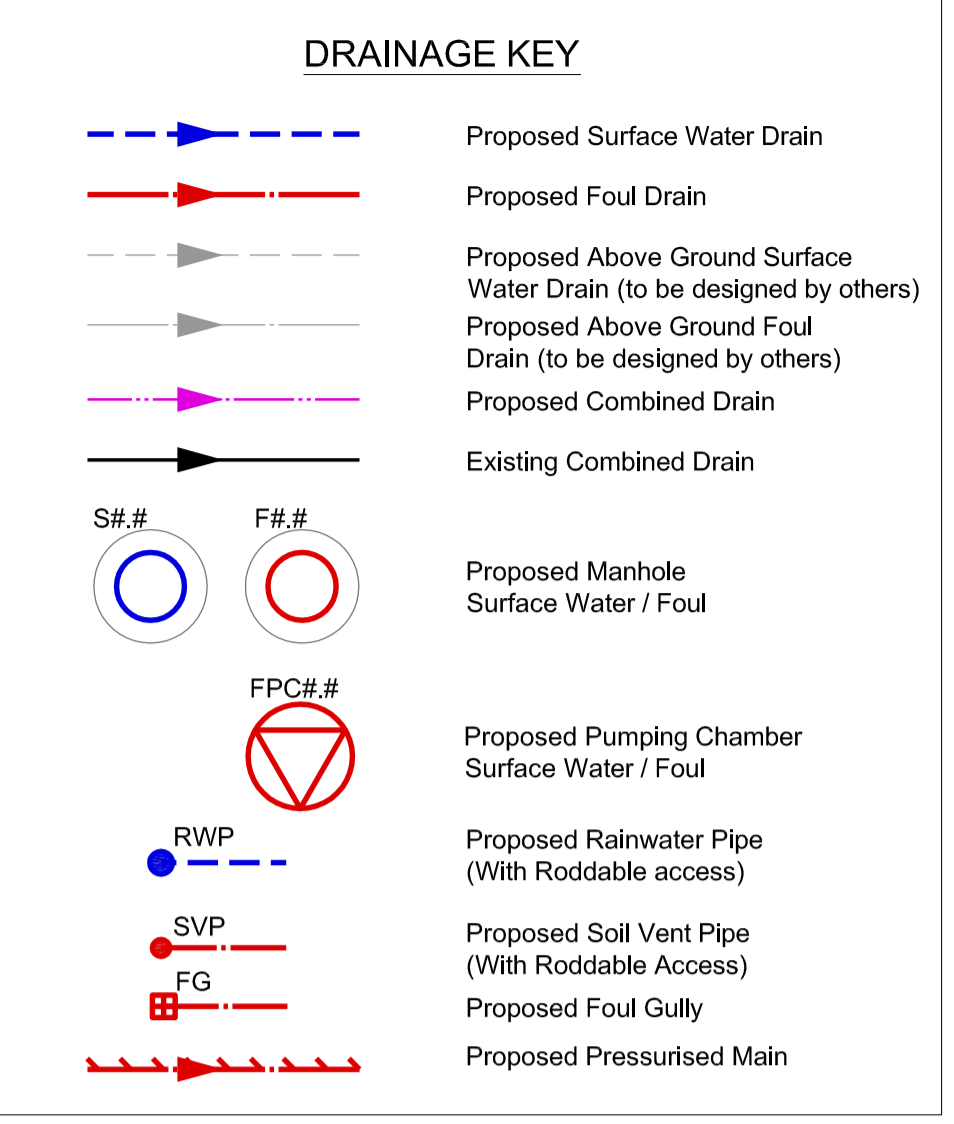 DRAINAGE KEY
Proposed Surface Water Drain
Proposed Foul Drain
Proposed Above Ground Surface
Water Drain (to be designed by others)
Proposed Above Ground Foul
Drain (to be designed by others)
Proposed Combined Drain
Existing Combined Drain
S#.# F#.#
Proposed Manhole
Surface Water / Foul
FPC#.#
Proposed Pumping Chamber
Surface Water / Foul
RWP
Proposed Rainwater Pipe
(With Roddable access)
SVP
Proposed Soil Vent Pipe
(With Roddable Access)
FG
Proposed Foul Gully
Proposed Pressurised Main